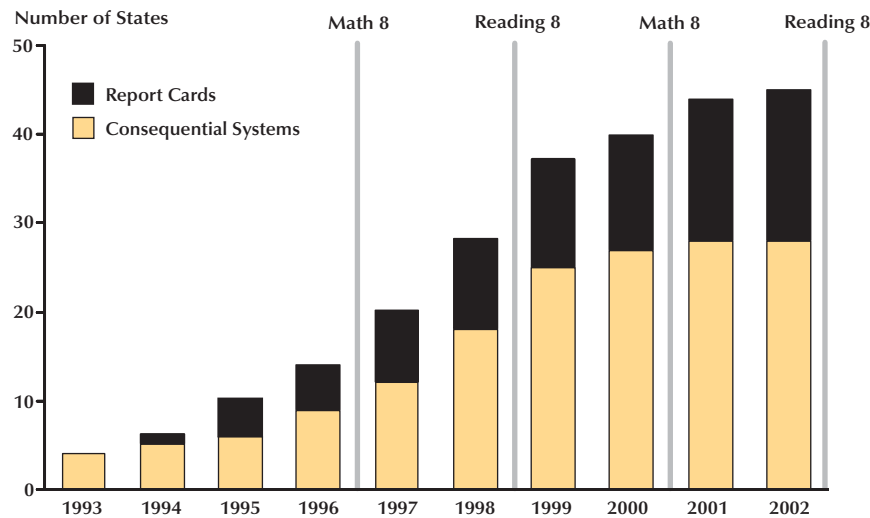 Number of States
Math 8 Reading 8 Math 8 Reading 8
50
Report Cards
Consequential Systems
40
30
20
10
0
1993 1994 1995 1996 1997 1998 1999 2000 2001 2002